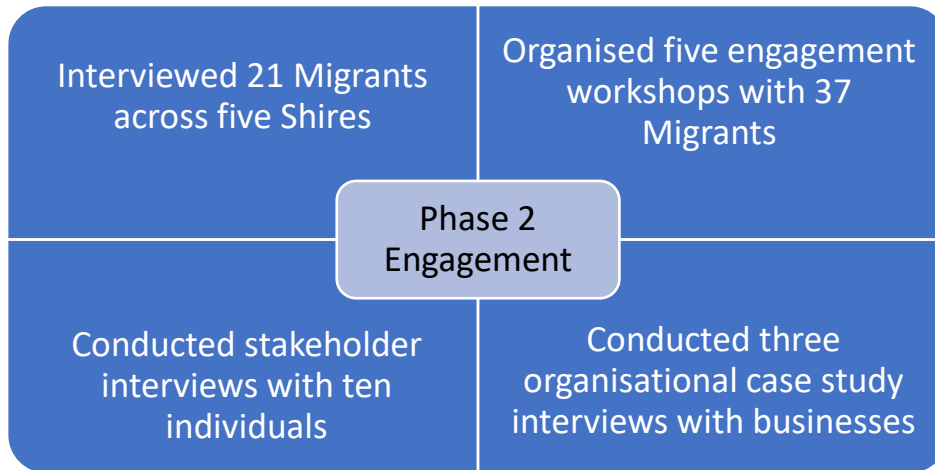 Interviewed 21 Migrants
across five Shires
Organised five engagement
workshops with 37
Migrants
Phase 2
Engagement
Conducted stakeholder
interviews with ten
individuals
Conducted three
organisational case study
interviews with businesses